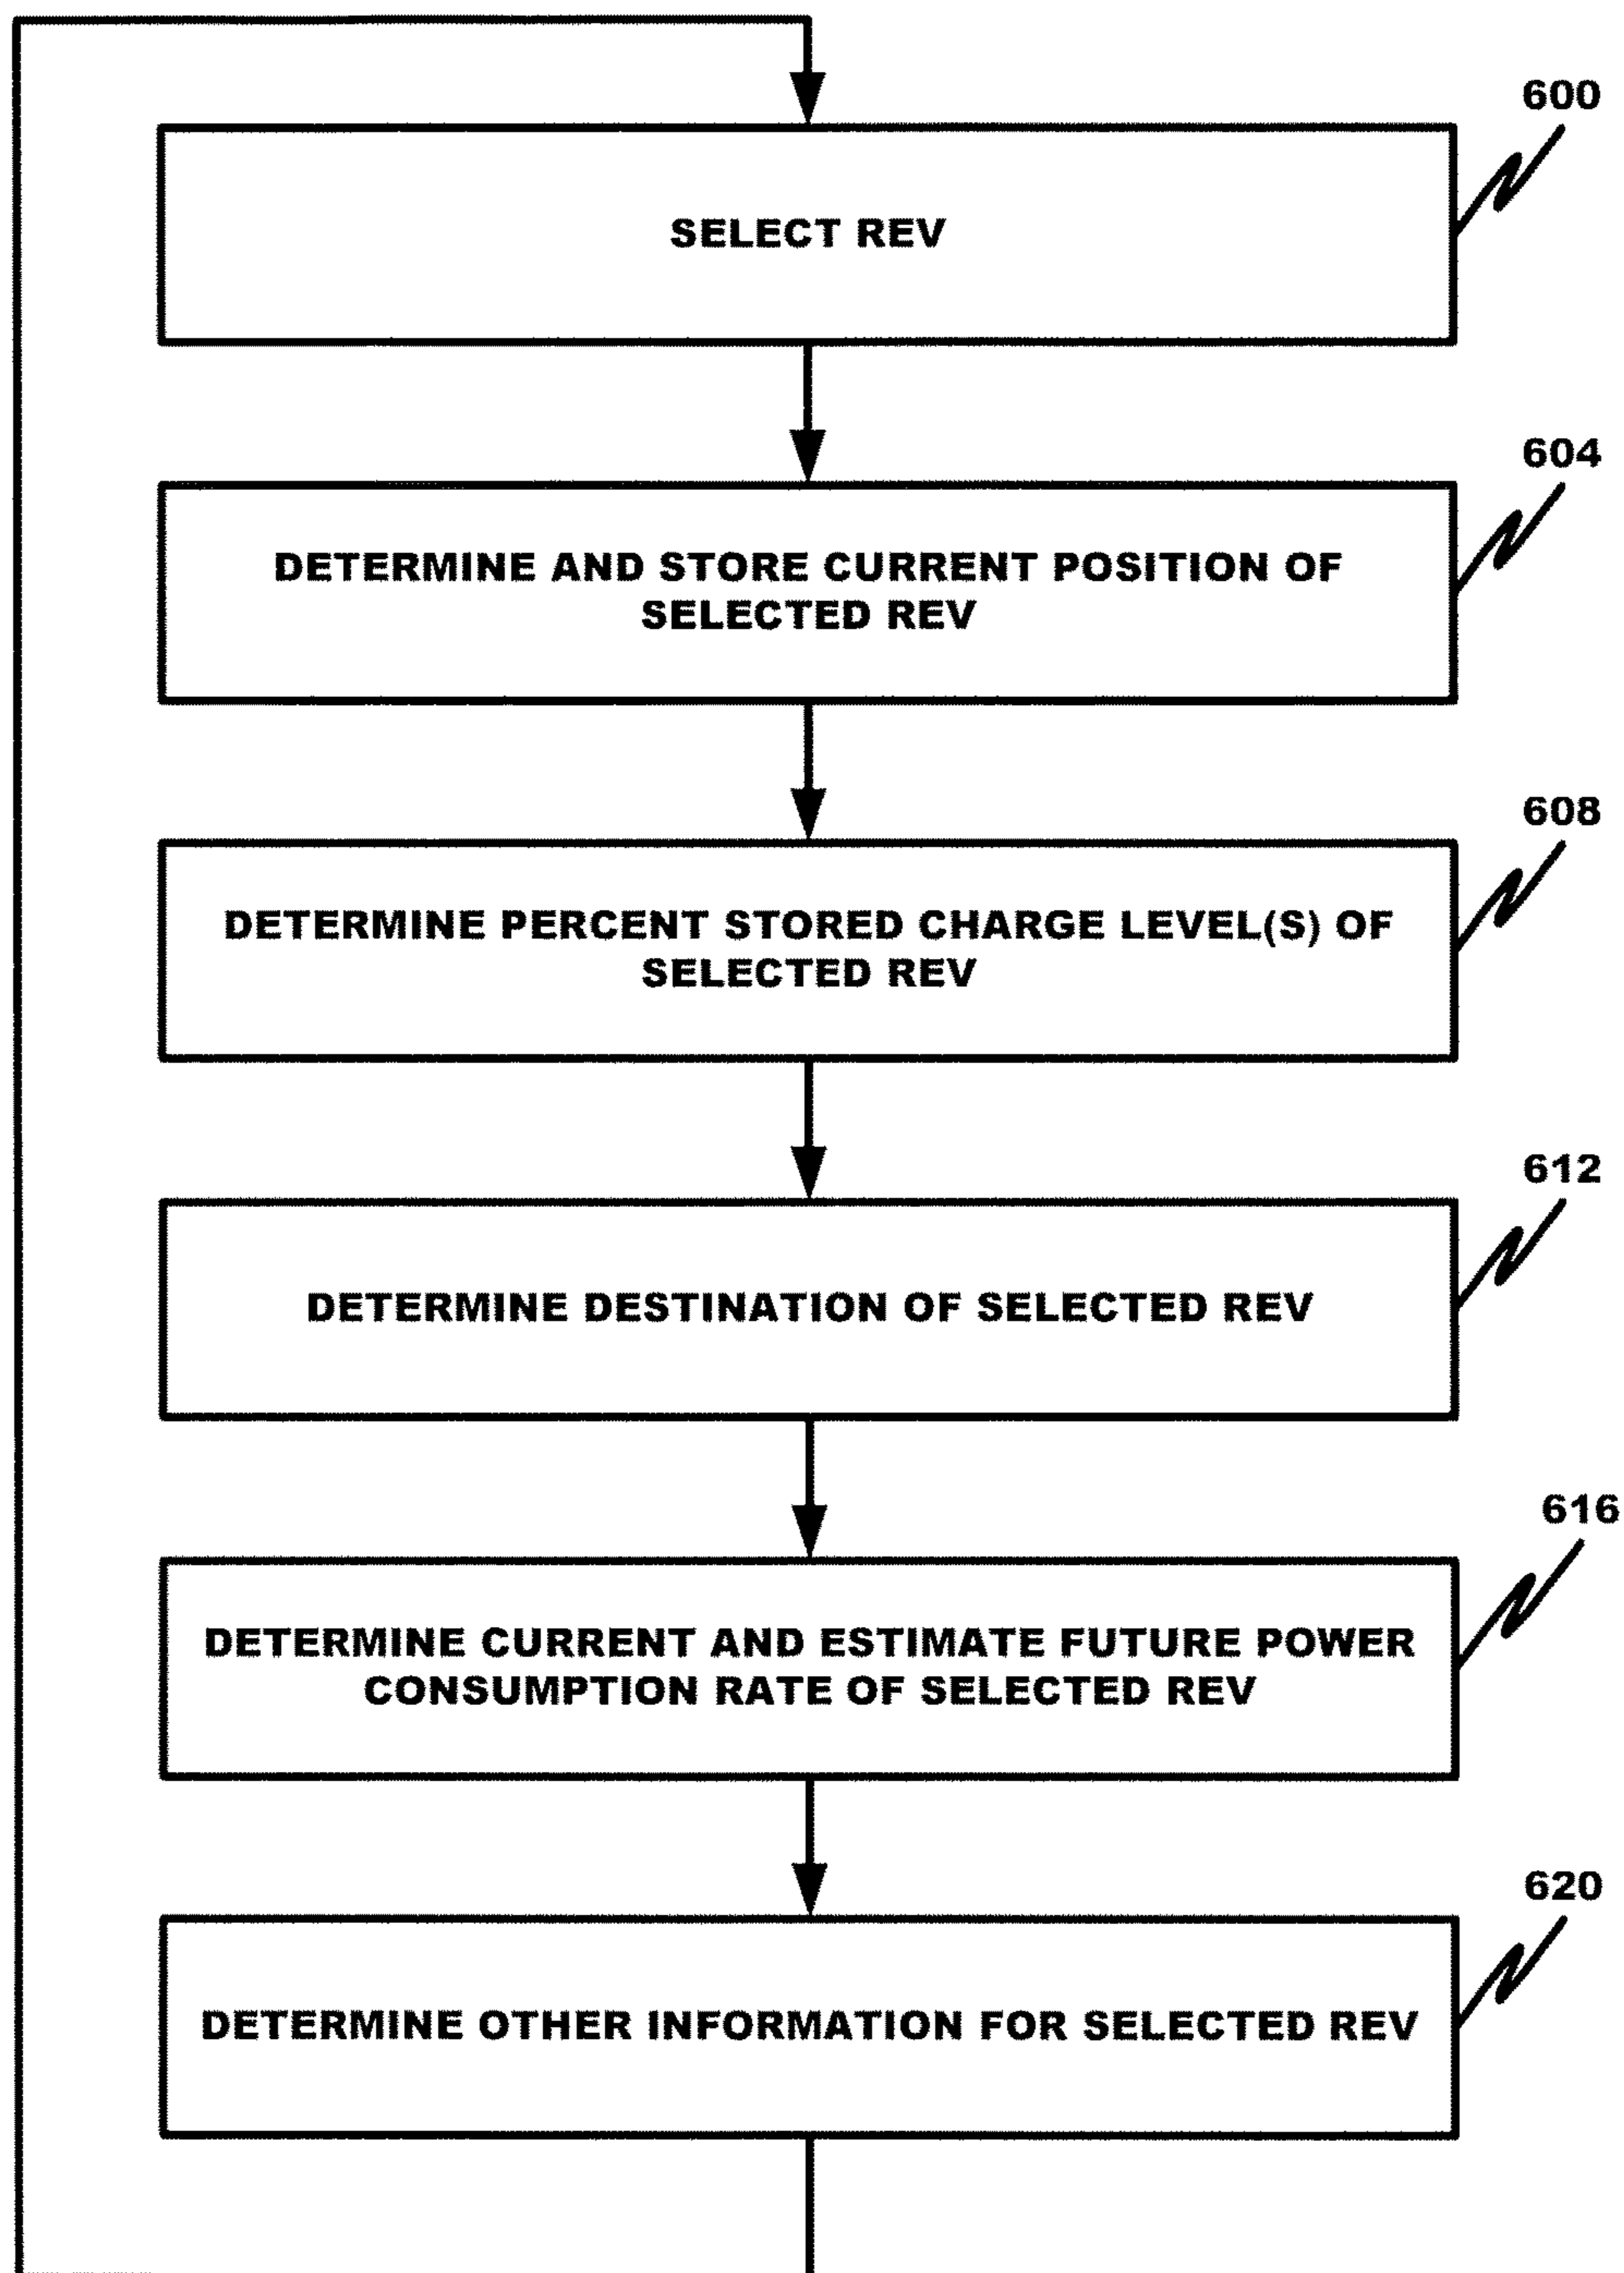 600
SELECT REV
604
DETERMINE AND STORE CURRENT POSITION OF
SELECTED REV
608
DETERMINE PERCENT STORED CHARGE LEVEL(S) OF
SELECTED REV
612
DETERMINE DESTINATION OF SELECTED REV
616
DETERMINE CURRENT AND ESTIMATE FUTURE POWER
CONSUMPTION RATE OF SELECTED REV
620
DETERMINE OTHER INFORMATION FOR SELECTED REV